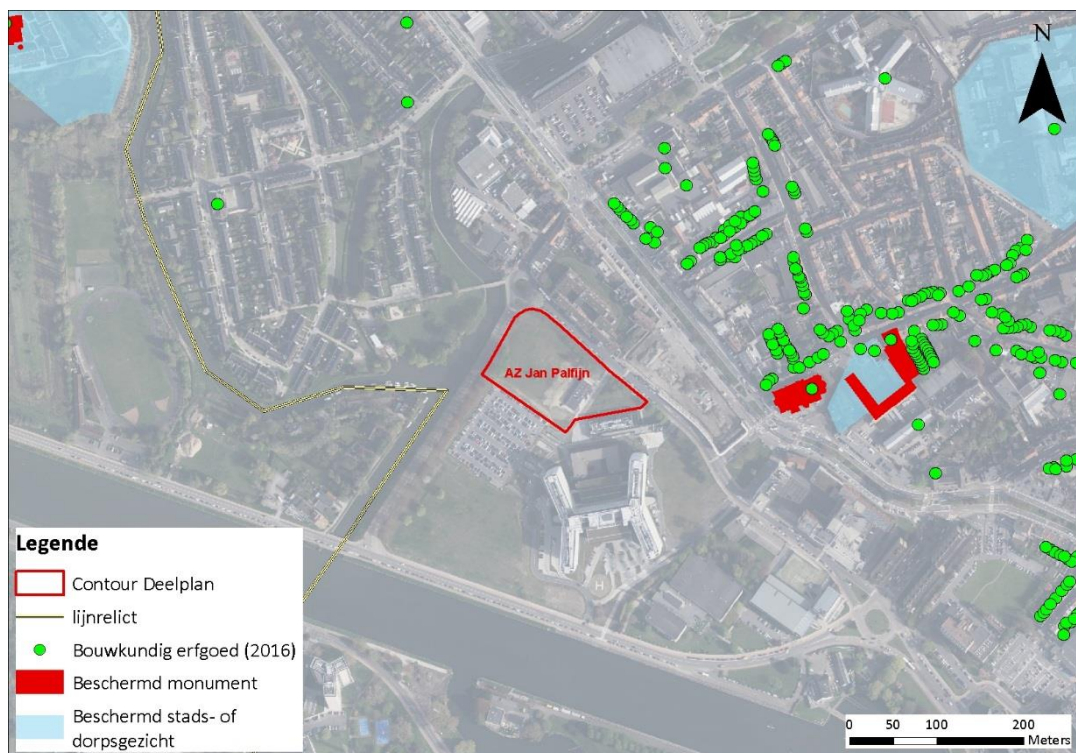 N
AZ Jan Palfijn
H
Legende
Contour Deelplan
lijnrelict
Bouwkundig erfgoed (2016)
Beschermd monument
Beschermd stads- of
dorpsgezicht
0 50 100 200
Meters